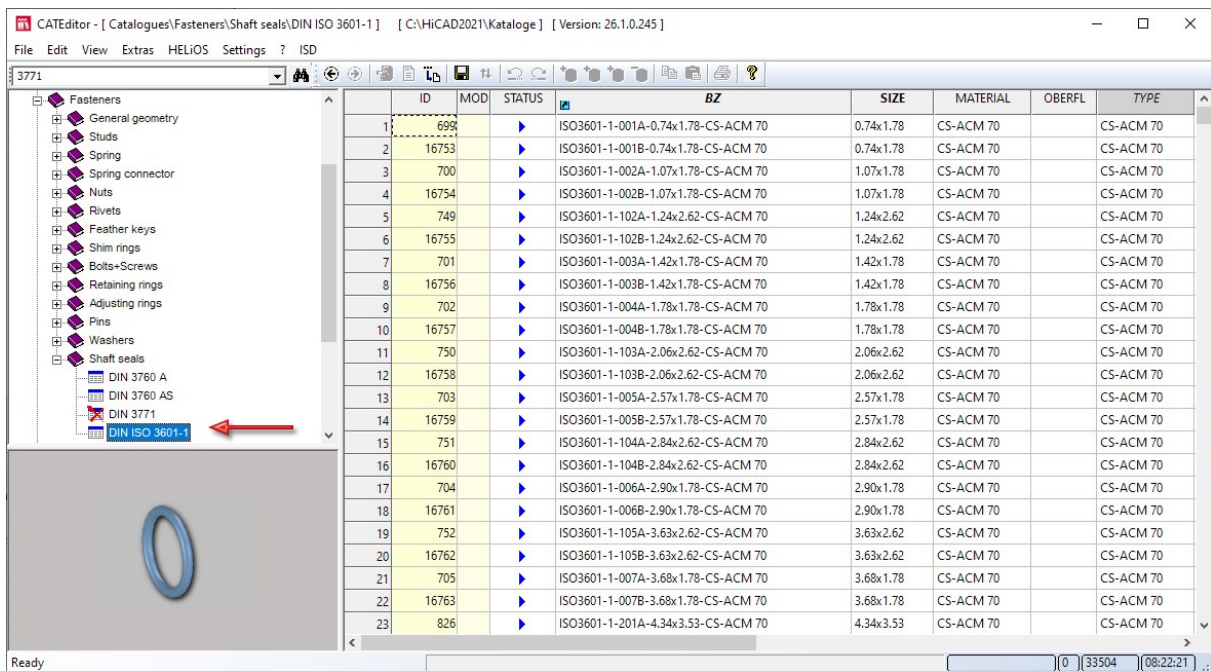 CATEditor - [ Catalogues\Fasteners\Shaft seals\DIN ISO 3601-1 ]   [ C:\HiCAD2021\Kataloge ]   [ Version: 26.1.0.245 ]
File Edit View Extras HELiOS Settings ? ISD
3771
Fasteners
General geometry
Studs
Spring
Spring connector
Nuts
Rivets
Feather keys
Shim rings
Bolts+Screws
Retaining rings
Adjusting rings
Pins
Washers
Shaft seals
DIN 3760 A
DIN 3760 AS
DIN 3771
DIN ISO 3601-1
ID MOD STATUS BZ SIZE MATERIAL OBERFL TYPE
1 699 ISO3601-1-001A-0.74x1.78-CS-ACM 70 0.74x1.78 CS-ACM 70 CS-ACM 70
2 16753 ISO3601-1-001B-0.74x1.78-CS-ACM 70 0.74x1.78 CS-ACM 70 CS-ACM 70
3 700 ISO3601-1-002A-1.07x1.78-CS-ACM 70 1.07x1.78 CS-ACM 70 CS-ACM 70
4 16754 ISO3601-1-002B-1.07x1.78-CS-ACM 70 1.07x1.78 CS-ACM 70 CS-ACM 70
5 749 ISO3601-1-102A-1.24x2.62-CS-ACM 70 1.24x2.62 CS-ACM 70 CS-ACM 70
6 16755 ISO3601-1-102B-1.24x2.62-CS-ACM 70 1.24x2.62 CS-ACM 70 CS-ACM 70
7 701 ISO3601-1-003A-1.42x1.78-CS-ACM 70 1.42x1.78 CS-ACM 70 CS-ACM 70
8 16756 ISO3601-1-003B-1.42x1.78-CS-ACM 70 1.42x1.78 CS-ACM 70 CS-ACM 70
9 702 ISO3601-1-004A-1.78x1.78-CS-ACM 70 1.78x1.78 CS-ACM 70 CS-ACM 70
10 16757 ISO3601-1-004B-1.78x1.78-CS-ACM 70 1.78x1.78 CS-ACM 70 CS-ACM 70
11 750 ISO3601-1-103A-2.06x2.62-CS-ACM 70 2.06x2.62 CS-ACM 70 CS-ACM 70
12 16758 ISO3601-1-103B-2.06x2.62-CS-ACM 70 2.06x2.62 CS-ACM 70 CS-ACM 70
13 703 ISO3601-1-005A-2.57x1.78-CS-ACM 70 2.57x1.78 CS-ACM 70 CS-ACM 70
14 16759 ISO3601-1-005B-2.57x1.78-CS-ACM 70 2.57x1.78 CS-ACM 70 CS-ACM 70
15 751 ISO3601-1-104A-2.84x2.62-CS-ACM 70 2.84x2.62 CS-ACM 70 CS-ACM 70
16 16760 ISO3601-1-104B-2.84x2.62-CS-ACM 70 2.84x2.62 CS-ACM 70 CS-ACM 70
17 704 ISO3601-1-006A-2.90x1.78-CS-ACM 70 2.90x1.78 CS-ACM 70 CS-ACM 70
18 16761 ISO3601-1-006B-2.90x1.78-CS-ACM 70 2.90x1.78 CS-ACM 70 CS-ACM 70
19 752 ISO3601-1-105A-3.63x2.62-CS-ACM 70 3.63x2.62 CS-ACM 70 CS-ACM 70
20 16762 ISO3601-1-105B-3.63x2.62-CS-ACM 70 3.63x2.62 CS-ACM 70 CS-ACM 70
21 705 ISO3601-1-007A-3.68x1.78-CS-ACM 70 3.68x1.78 CS-ACM 70 CS-ACM 70
22 16763 ISO3601-1-007B-3.68x1.78-CS-ACM 70 3.68x1.78 CS-ACM 70 CS-ACM 70
23 826 ISO3601-1-201A-4.34x3.53-CS-ACM 70 4.34x3.53 CS-ACM 70 CS-ACM 70
Ready 0 33504 08:22:21